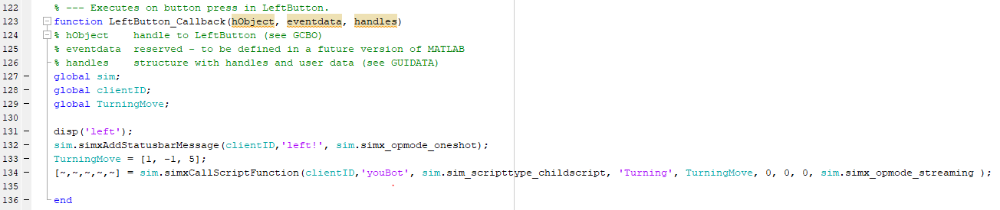 122 % --- Executes on button press in LeftButton.
123 function LeftButton_Callback(hObject, eventdata, handles)
124 % hObject    handle to LeftButton (see GCBO)
125 % eventdata  reserved - to be defined in a future version of MATLAB
126 % handles    structure with handles and user data (see GUIDATA)
127 - global sim;
128 - global clientID;
129 - global TurningMove;
130
131 - disp('left');
132 - sim.simxAddStatusbarMessage(clientID,'left!', sim.simx_opmode_oneshot);
133 - TurningMove = [1, -1, 5];
134 - [~,~,~,~,~] = sim.simxCallScriptFunction(clientID,'youBot', sim.sim_scripttype_childscript, 'Turning', TurningMove, 0, 0, 0, sim.simx_opmode_streaming );
135
136 - end